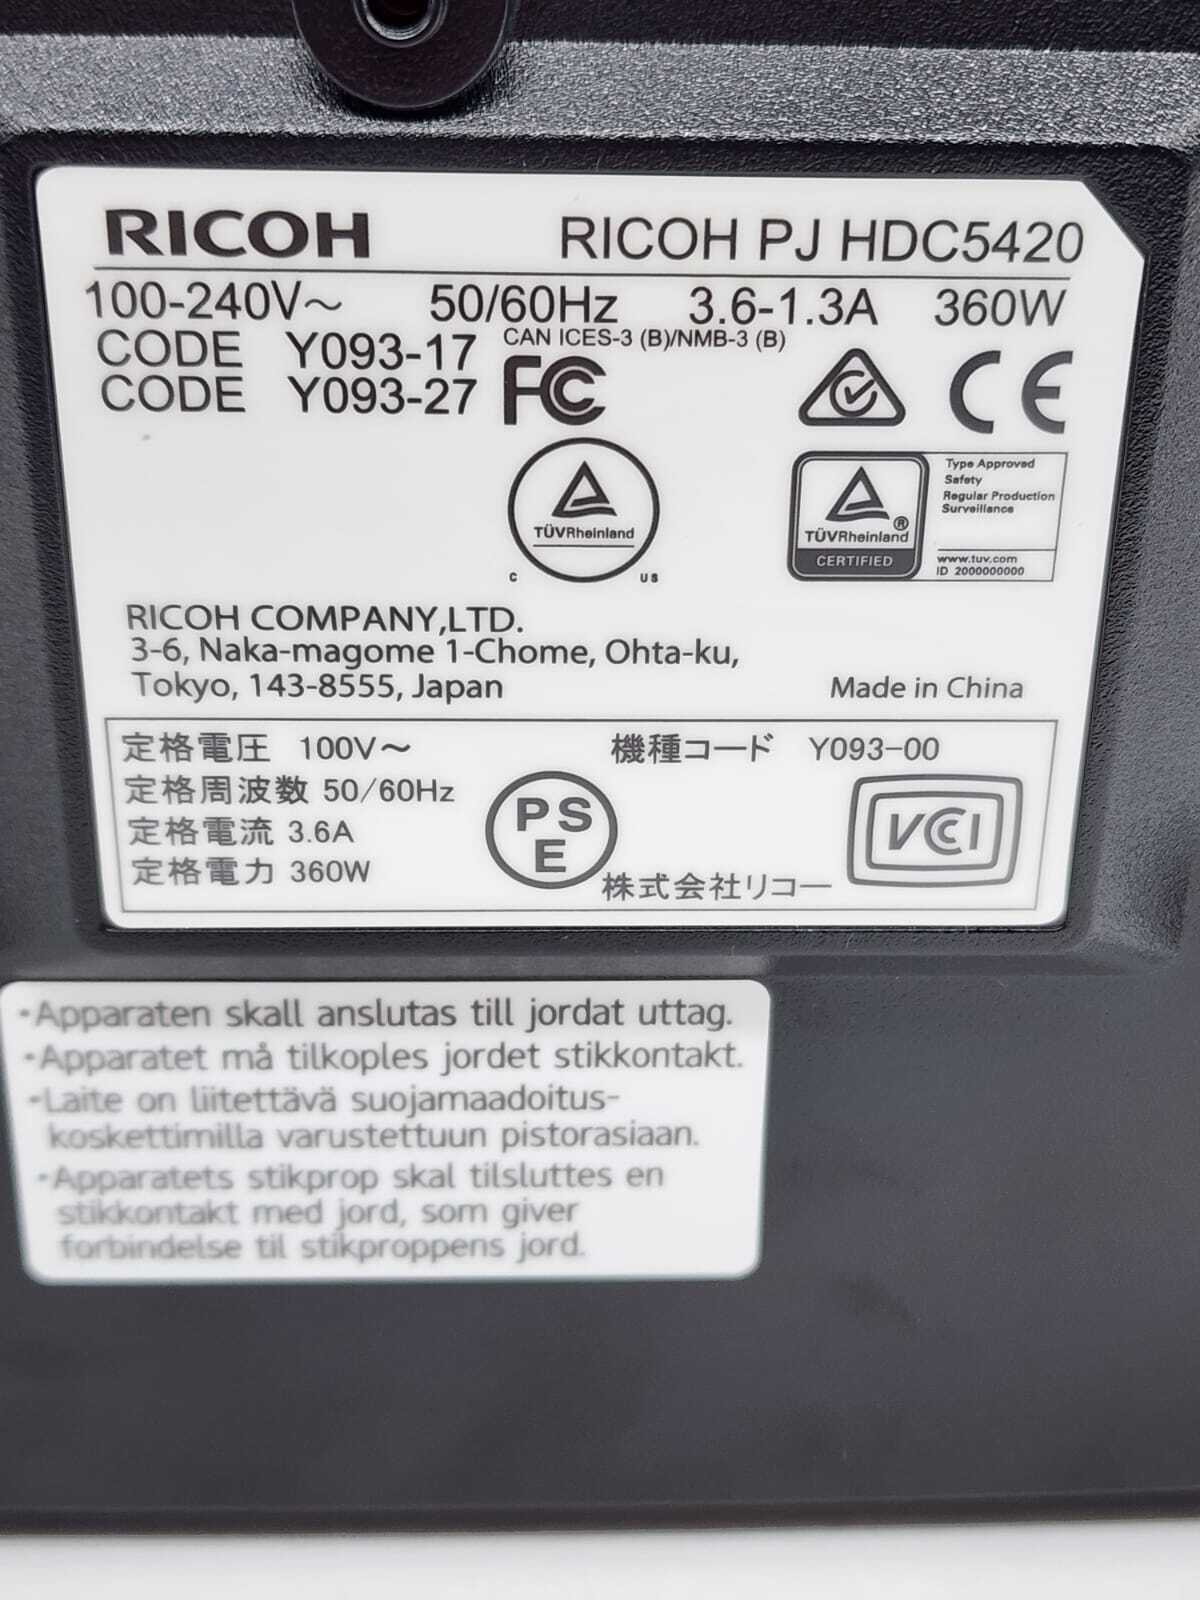 RICOH RICOH PJ HDC5420
100-240V～ 50/60Hz 3.6-1.3A 360W
CODE Y093-17 CAN ICES-3 (B)/NMB-3 (B)
CODE Y093-27 FC CE
TÜVRheinland
C US
TÜVRheinland®
CERTIFIED
Type Approved
Safety
Regular Production
Surveillance
www.tuv.com
ID 2000000000
RICOH COMPANY,LTD.
3-6, Naka-magome 1-Chome, Ohta-ku,
Tokyo, 143-8555, Japan Made in China
定格電圧 100V～ 機種コード Y093-00
定格周波数 50/60Hz
定格電流 3.6A
定格電力 360W
PS
E
株式会社リコー
VCCI
•Apparaten skall anslutas till jordat uttag.
•Apparatet må tilkoples jordet stikkontakt.
•Laite on liitettävä suojamaadoitus-
koskettimilla varustettuun pistorasiaan.
•Apparatets stikprop skal tilsluttes en
stikkontakt med jord, som giver
forbindelse til stikproppens jord.